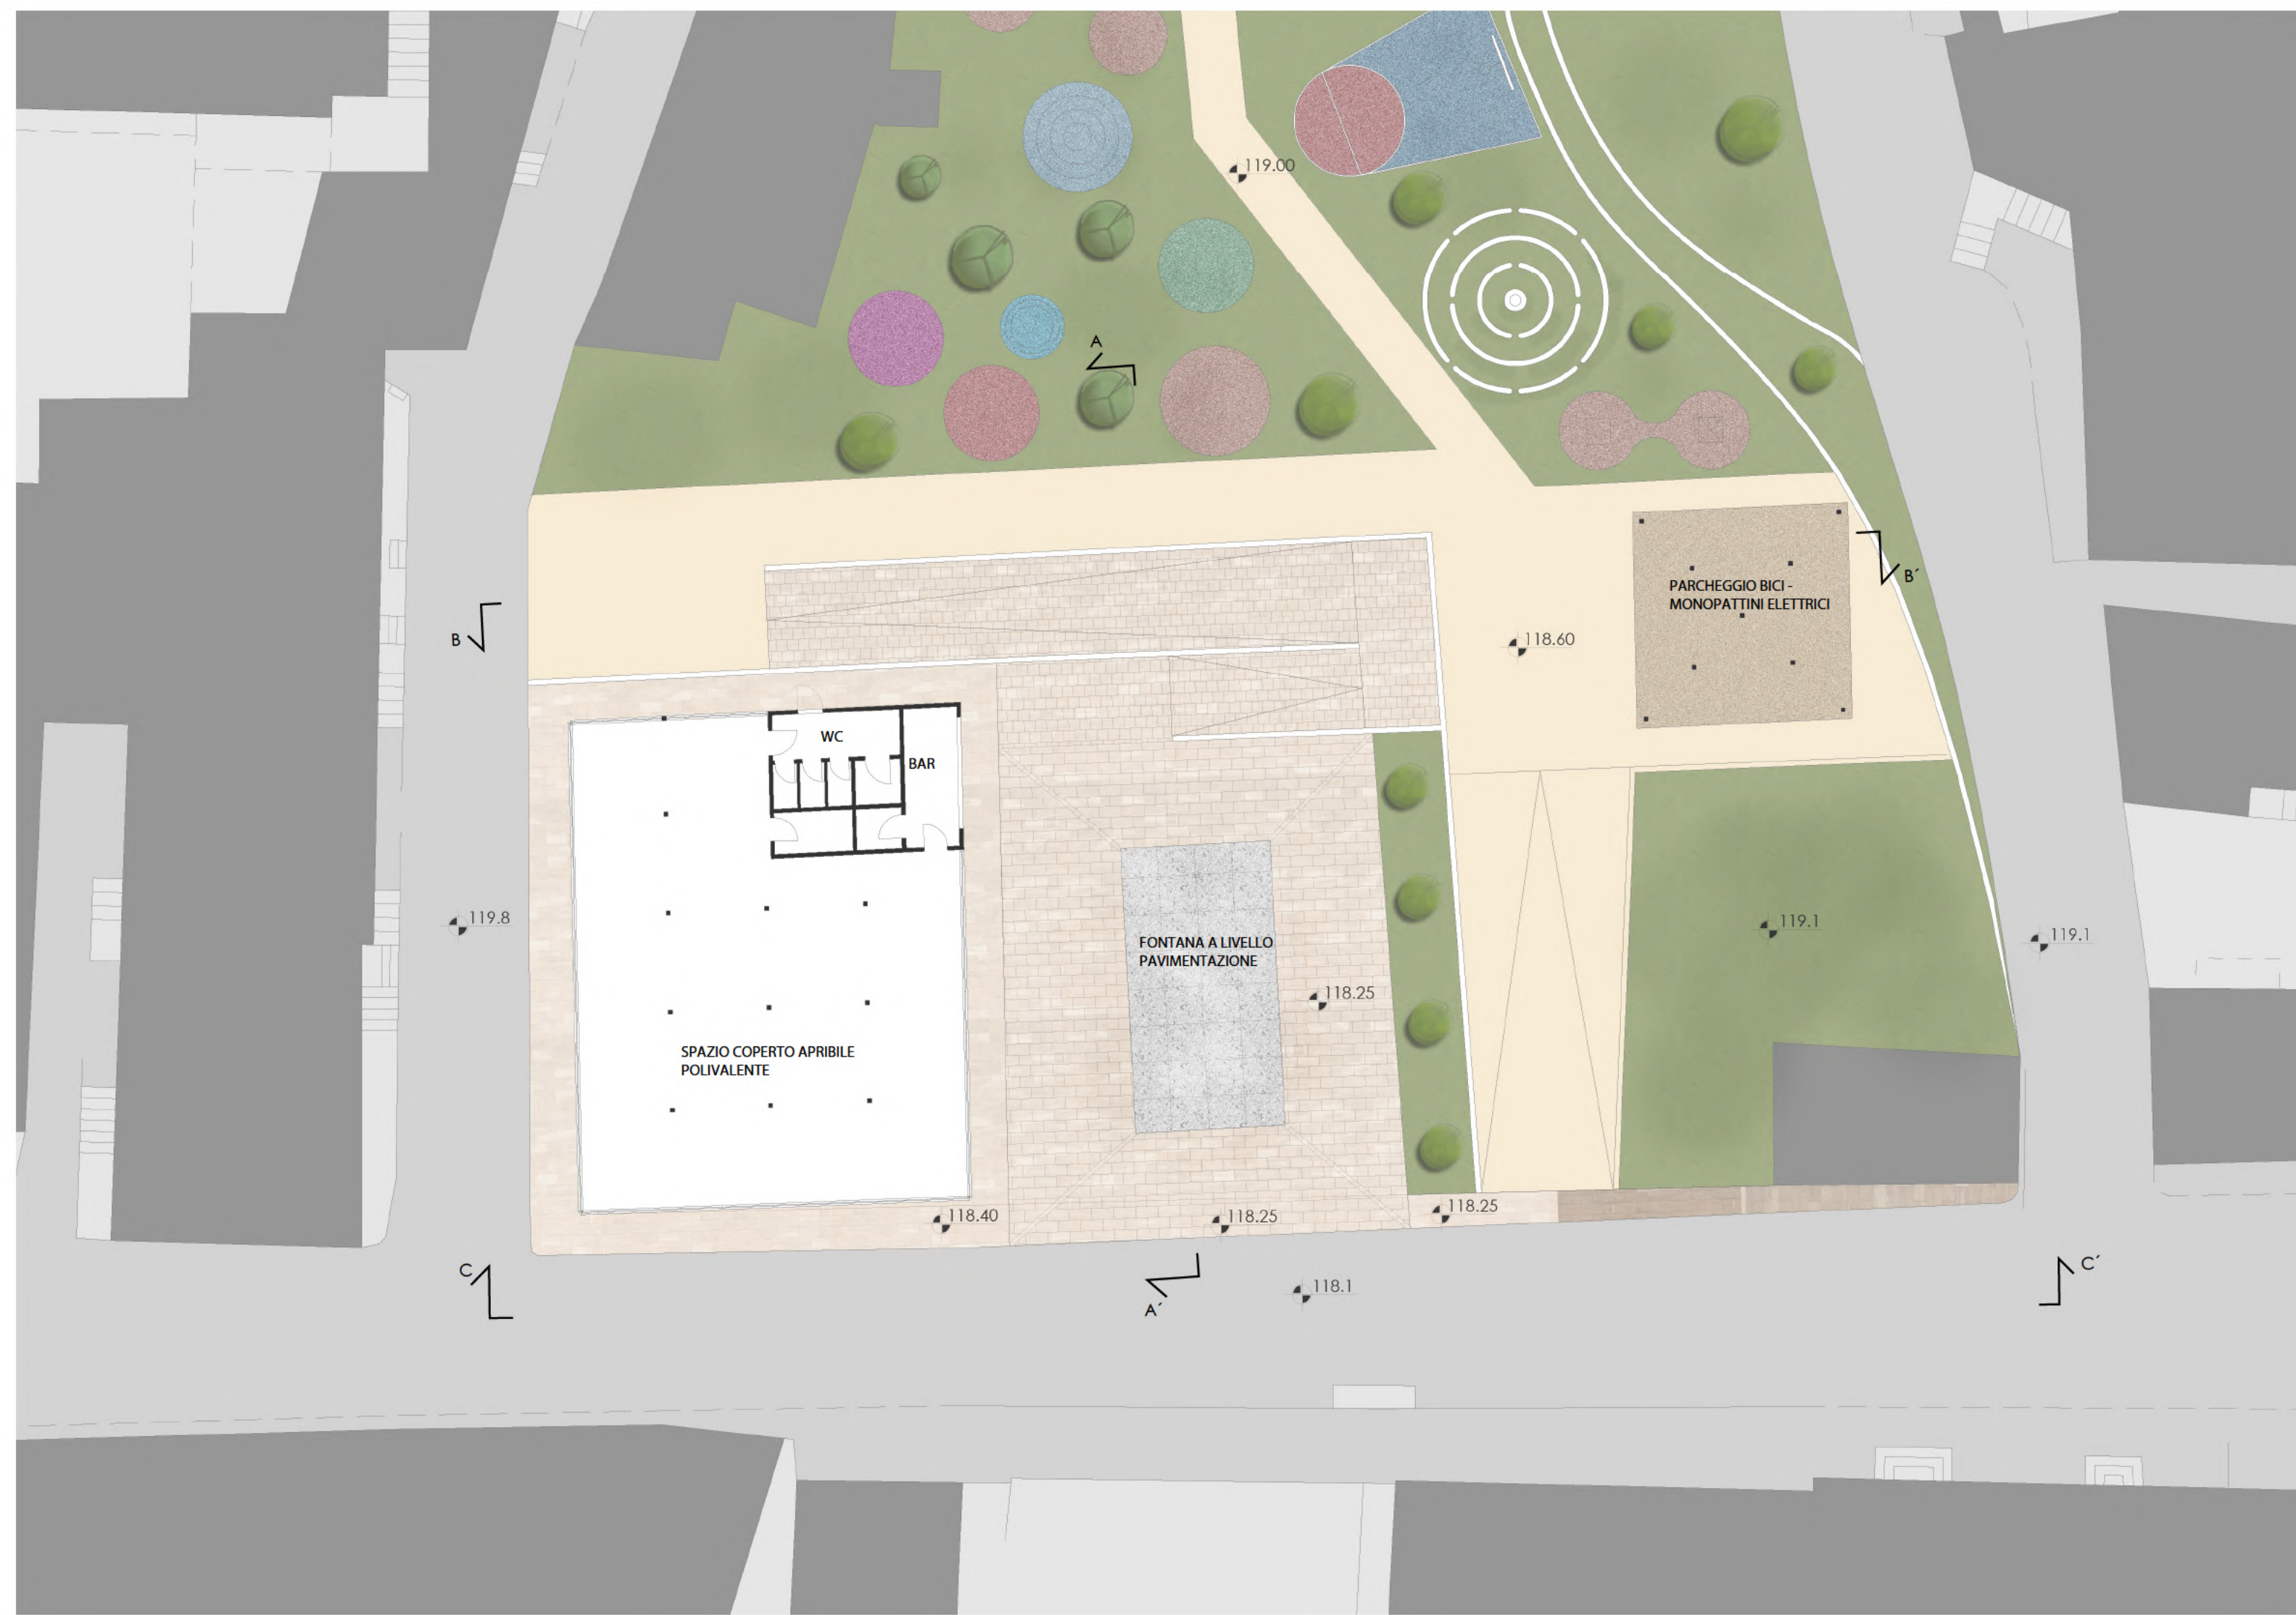 119.00
A
B
PARCHEGGIO BICI -
MONOPATTINI ELETTRICI
B´
118.60
WC
BAR
119.8
FONTANA A LIVELLO
PAVIMENTAZIONE
118.25
119.1
119.1
SPAZIO COPERTO APRIBILE
POLIVALENTE
118.40
118.25
118.25
C
A´
118.1
C´